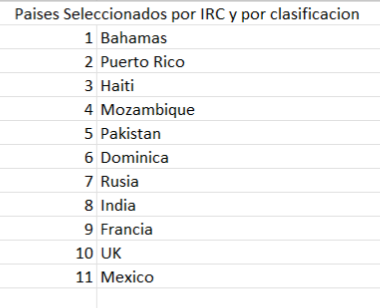 Paises Seleccionados por IRC y por clasificacion
1 Bahamas
2 Puerto Rico
3 Haiti
4 Mozambique
5 Pakistan
6 Dominica
7 Rusia
8 India
9 Francia
10 UK
11 Mexico